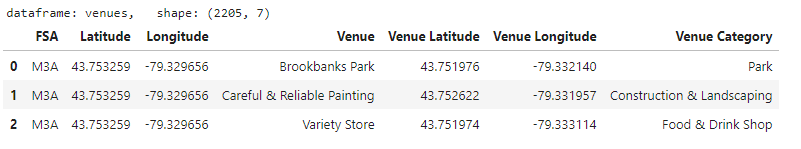 dataframe: venues,   shape: (2205, 7)
FSA Latitude Longitude Venue Venue Latitude Venue Longitude Venue Category
0 M3A 43.753259 -79.329656 Brookbanks Park 43.751976 -79.332140 Park
1 M3A 43.753259 -79.329656 Careful & Reliable Painting 43.752622 -79.331957 Construction & Landscaping
2 M3A 43.753259 -79.329656 Variety Store 43.751974 -79.333114 Food & Drink Shop